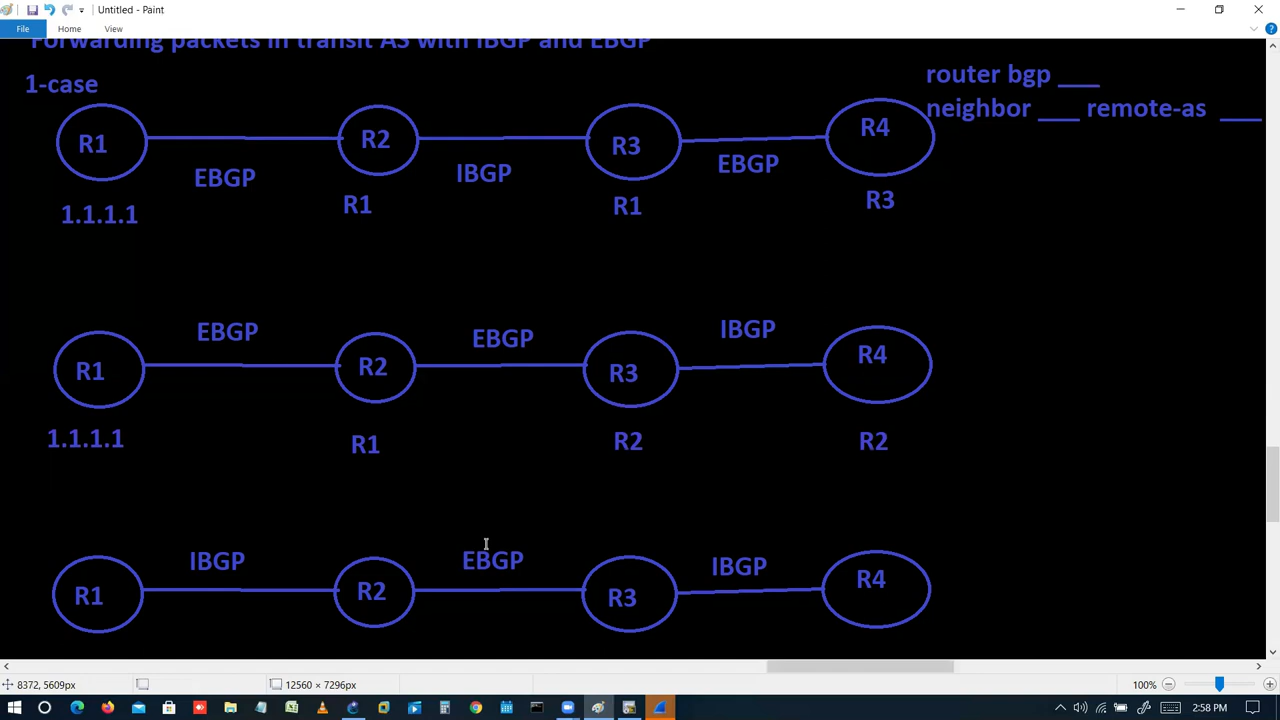 Untitled - Paint
File Home View
Forwarding packets in transit AS with IBGP and EBGP
1-case
router bgp ___
neighbor ___ remote-as ___
R1 R2 R3 R4
EBGP IBGP EBGP
1.1.1.1 R1 R1 R3
EBGP EBGP IBGP
R1 R2 R3 R4
1.1.1.1 R1 R2 R2
IBGP EBGP IBGP
R1 R2 R3 R4
8372, 5609px 12560 × 7296px 100%
2:58 PM